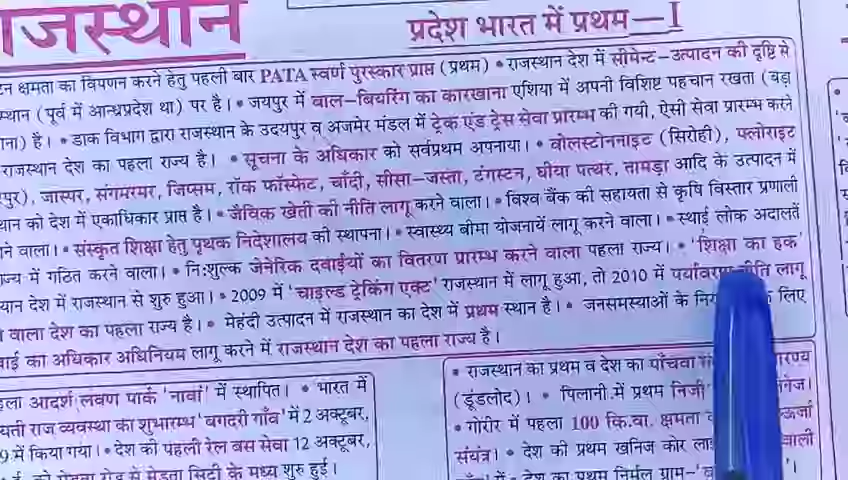 राजस्थान
प्रदेश भारत में प्रथम—I
टन क्षमता का विपणन करने हेतु पहली बार PATA स्वर्ण पुरस्कार प्राप्त (प्रथम) • राजस्थान देश में सीमेन्ट-उत्पादन की दृष्टि से
स्थान (पूर्व में आन्ध्रप्रदेश था) पर है। • जयपुर में बाल-बियरिंग का कारखाना एशिया में अपनी विशिष्ट पहचान रखता (बड़ा
है। • डाक विभाग द्वारा राजस्थान के उदयपुर व अजमेर मंडल में ट्रेक एंड ट्रेस सेवा प्रारम्भ की गयी, ऐसी सेवा प्रारम्भ करने
राजस्थान देश का पहला राज्य है। • सूचना के अधिकार को सर्वप्रथम अपनाया। • वोलस्टोननाइट (सिरोही), फ्लोराइट
जास्पर, संगमरमर, जिप्सम, रॉक फॉस्फेट, चाँदी, सीसा-जस्ता, टंगस्टन, घीया पत्थर, तामड़ा आदि के उत्पादन में
को देश में एकाधिकार प्राप्त है। • जैविक खेती की नीति लागू करने वाला। • विश्व बैंक की सहायता से कृषि विस्तार प्रणाली
वाला। • संस्कृत शिक्षा हेतु पृथक निदेशालय की स्थापना। • स्वास्थ्य बीमा योजनायें लागू करने वाला। • स्थाई लोक अदालतें
में गठित करने वाला। • नि:शुल्क जेनेरिक दवाईयों का वितरण प्रारम्भ करने वाला पहला राज्य। • 'शिक्षा का हक'
देश में राजस्थान से शुरु हुआ। • 2009 में 'चाइल्ड ट्रेकिंग एक्ट' राजस्थान में लागू हुआ, तो 2010 में पर्यावरण नीति लागू
वाला देश का पहला राज्य है। • मेहंदी उत्पादन में राजस्थान का देश में प्रथम स्थान है। • जनसमस्याओं के लिए
का अधिकार अधिनियम लागू करने में राजस्थान देश का पहला राज्य है।
आदर्श लवण पार्क 'नावां' में स्थापित। • भारत में
राज व्यवस्था का शुभारम्भ 'बगदरी गाँव' में 2 अक्टूबर,
में किया गया। • देश की पहली रेल बस सेवा 12 अक्टूबर,
को मेड़ता रोड से मेड़ता सिटी के मध्य शुरु हुई।
• राजस्थान का प्रथम व देश का पाँचवा
(डूंडलोद)। • पिलानी में प्रथम निजी
• गोरीर में पहला 100 कि.वा. क्षमता ऊर्जा
संयंत्र। • देश की प्रथम खनिज कोर वाली
में • देश का प्रथम निर्मल ग्राम-